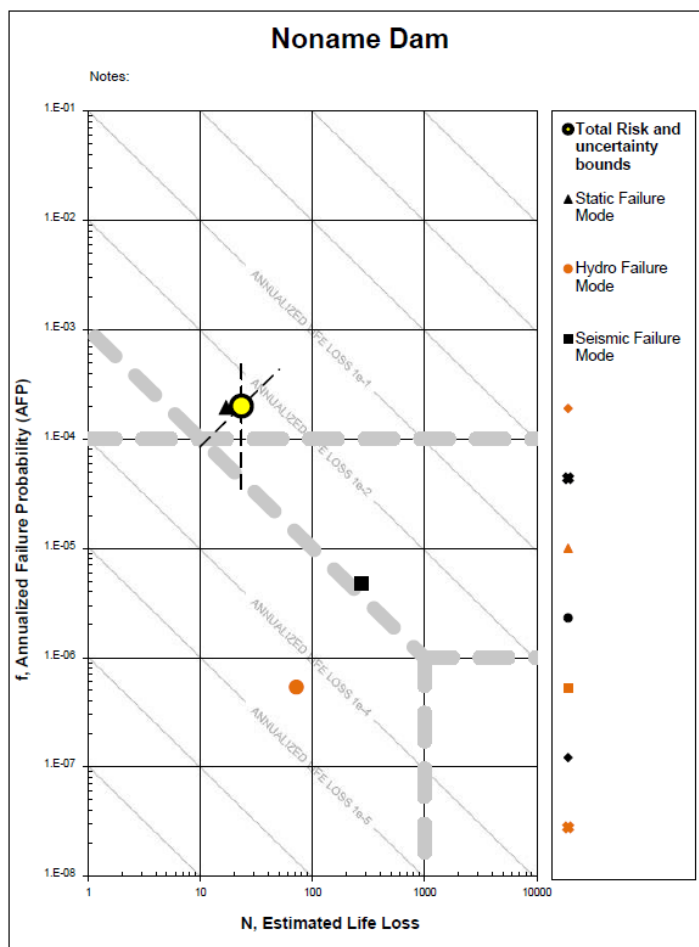 Noname Dam
Notes:
1.E-01
1.E-02
1.E-03
1.E-04
1.E-05
1.E-06
1.E-07
1.E-08
f, Annualized Failure Probability (AFP)
ANNUALIZED LIFE LOSS 1e-1
ANNUALIZED LIFE LOSS 1e-2
ANNUALIZED LIFE LOSS 1e-4
ANNUALIZED LIFE LOSS 1e-5
1
10
100
1000
10000
N, Estimated Life Loss
Total Risk and
uncertainty
bounds
Static Failure
Mode
Hydro Failure
Mode
Seismic Failure
Mode